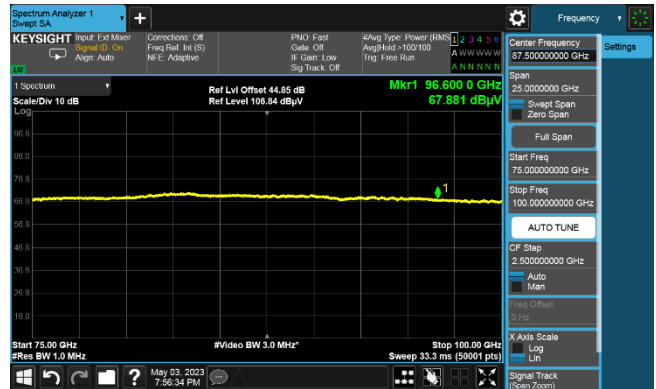 Spectrum Analyzer 1
Swept SA
Frequency
KEYSIGHT
Input: Ext Mixer
Signal ID: On
Align: Auto
Corrections: Off
Freq Ref: Int (S)
NFE: Adaptive
PNO: Fast
Gate: Off
IF Gain: Low
Sig Track: Off
#Avg Type: Power (RMS
Avg|Hold:>100/100
Trig: Free Run
1 2 3 4 5 6
A W W W W W
A N N N N N
1 Spectrum
Scale/Div 10 dB
Log
Ref Lvl Offset 44.85 dB
Ref Level 106.84 dBµV
Mkr1 96.600 0 GHz
67.881 dBµV
96.8
86.8
76.8
66.8
56.8
46.8
36.8
26.8
16.8
1
Start 75.00 GHz
#Res BW 1.0 MHz
#Video BW 3.0 MHz*
Stop 100.00 GHz
Sweep 33.3 ms (50001 pts)
May 03, 2023
7:56:34 PM
Center Frequency
87.500000000 GHz
Span
25.0000000 GHz
Swept Span
Zero Span
Full Span
Start Freq
75.000000000 GHz
Stop Freq
100.000000000 GHz
AUTO TUNE
CF Step
2.500000000 GHz
Auto
Man
Freq Offset
0 Hz
X Axis Scale
Log
Lin
Signal Track
(Span Zoom)
Settings